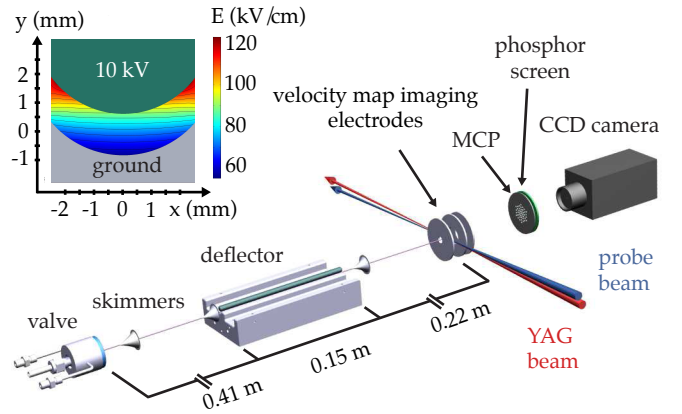 y (mm)
E (kV/cm)
10 kV
120
100
80
60
1
0
-1
ground
-2 -1 0 1 x (mm)
phosphor
screen
velocity map imaging
electrodes
MCP
CCD camera
deflector
skimmers
valve
probe
beam
YAG
beam
0.41 m
0.15 m
0.22 m